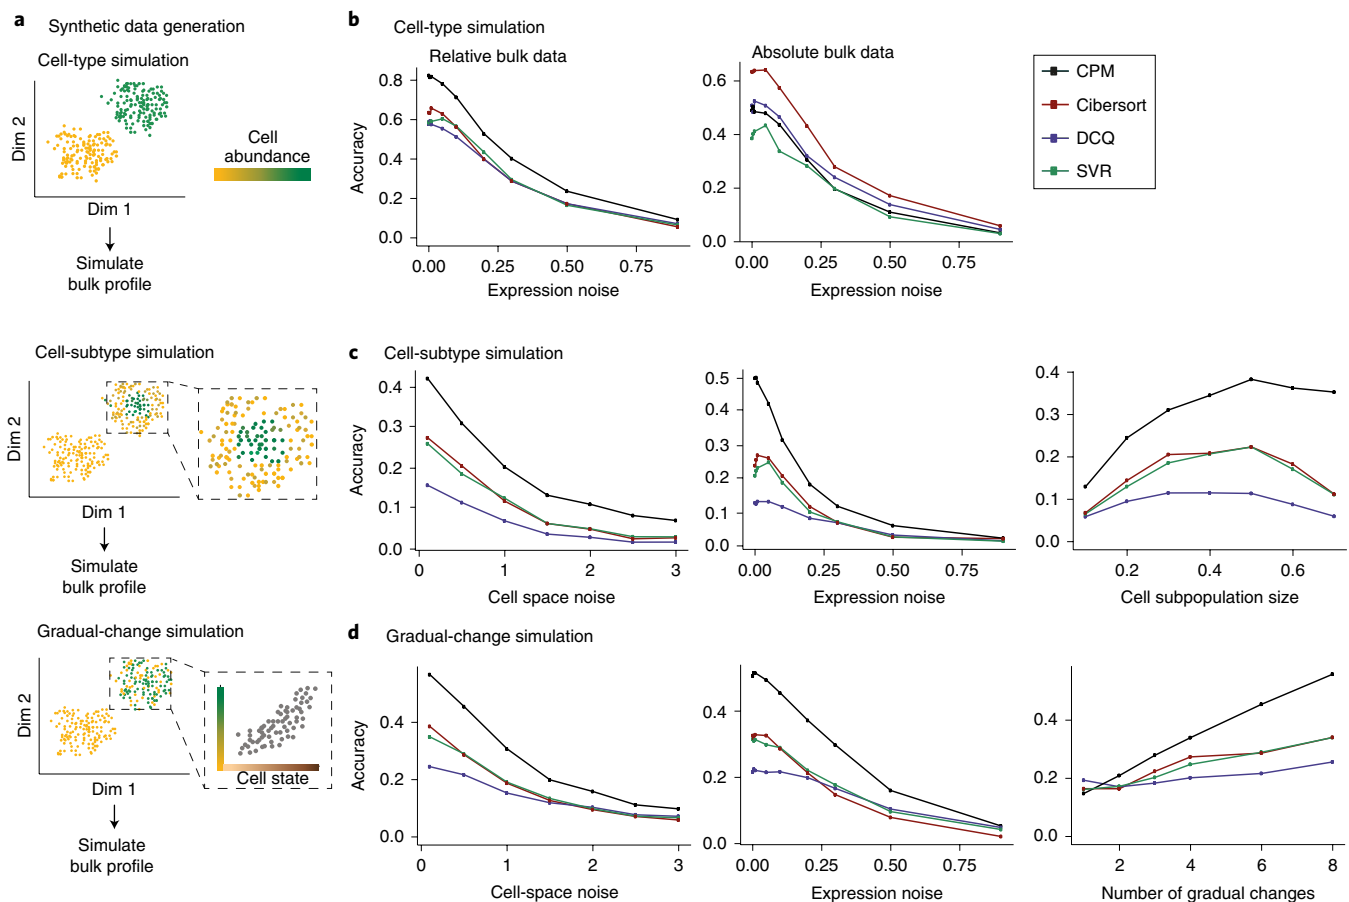 a
Synthetic data generation
Cell-type simulation
Dim 2
Dim 1
Cell
abundance
Simulate
bulk profile
Cell-subtype simulation
Dim 2
Dim 1
Simulate
bulk profile
Gradual-change simulation
Dim 2
Dim 1
Cell state
Simulate
bulk profile
b
Cell-type simulation
Relative bulk data
Accuracy
0.8
0.6
0.4
0.2
0.0
0.00 0.25 0.50 0.75
Expression noise
Absolute bulk data
0.6
0.4
0.2
0.0
0.00 0.25 0.50 0.75
Expression noise
CPM
Cibersort
DCQ
SVR
c
Cell-subtype simulation
Accuracy
0.4
0.3
0.2
0.1
0.0
0 1 2 3
Cell space noise
0.5
0.4
0.3
0.2
0.1
0.0
0.00 0.25 0.50 0.75
Expression noise
0.4
0.3
0.2
0.1
0.0
0.2 0.4 0.6
Cell subpopulation size
d
Gradual-change simulation
Accuracy
0.4
0.2
0.0
0 1 2 3
Cell-space noise
0.4
0.2
0.0
0.00 0.25 0.50 0.75
Expression noise
0.4
0.2
0.0
2 4 6 8
Number of gradual changes